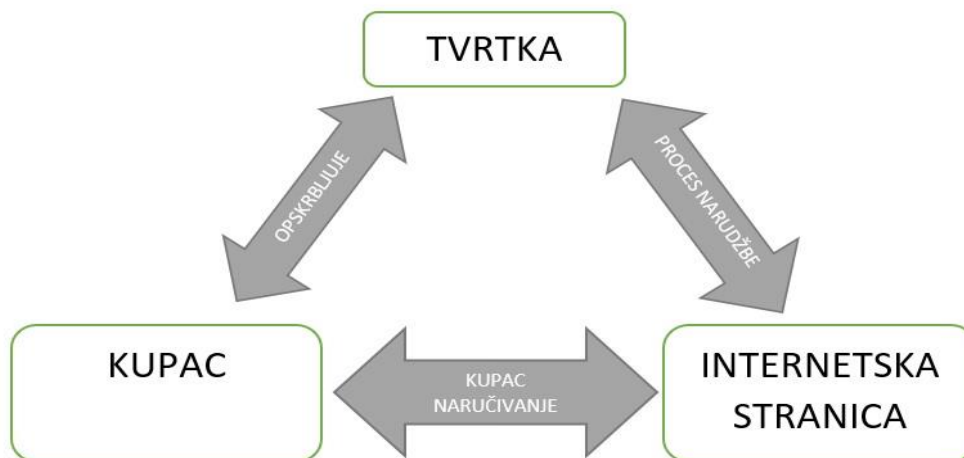 TVRTKA
OPSKRBLJUJE
PROCES NARUDŽBE
KUPAC
KUPAC
NARUČIVANJE
INTERNETSKA
STRANICA